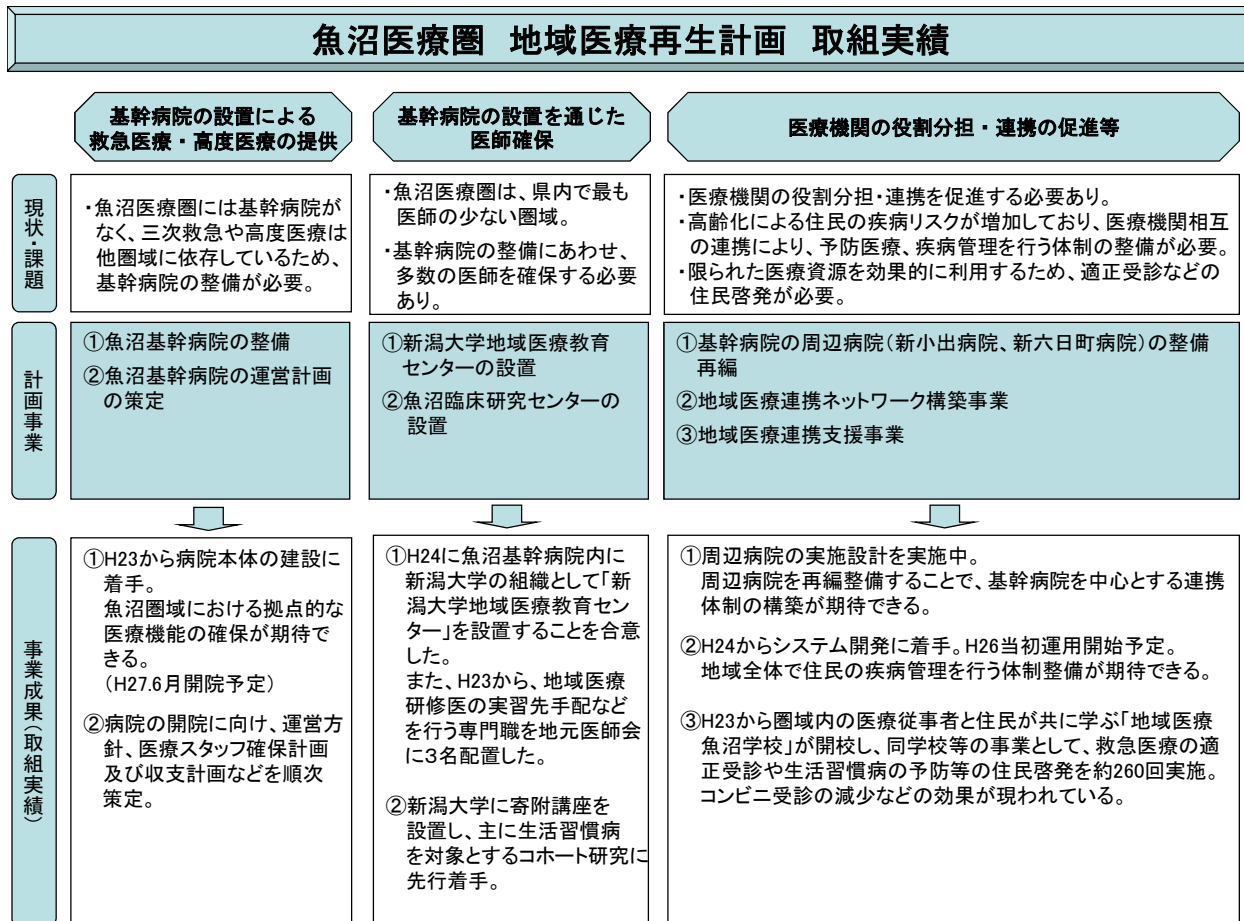 魚沼医療圏 地域医療再生計画 取組実績
基幹病院の設置による
救急医療・高度医療の提供
基幹病院の設置を通じた
医師確保
医療機関の役割分担・連携の促進等
現状・課題
・魚沼医療圏には基幹病院が
なく、三次救急や高度医療は
他圏域に依存しているため、
基幹病院の整備が必要。
・魚沼医療圏は、県内で最も
医師の少ない圏域。
・基幹病院の整備にあわせ、
多数の医師を確保する必要
あり。
・医療機関の役割分担・連携を促進する必要あり。
・高齢化による住民の疾病リスクが増加しており、医療機関相互
の連携により、予防医療、疾病管理を行う体制の整備が必要。
・限られた医療資源を効果的に利用するため、適正受診などの
住民啓発が必要。
計画事業
①魚沼基幹病院の整備
②魚沼基幹病院の運営計画
の策定
①新潟大学地域医療教育
センターの設置
②魚沼臨床研究センターの
設置
①基幹病院の周辺病院(新小出病院、新六日町病院)の整備
再編
②地域医療連携ネットワーク構築事業
③地域医療連携支援事業
事業成果(取組実績)
①H23から病院本体の建設に
着手。
魚沼圏域における拠点的な
医療機能の確保が期待で
きる。
(H27.6月開院予定)
②病院の開院に向け、運営方
針、医療スタッフ確保計画
及び収支計画などを順次
策定。
①H24に魚沼基幹病院内に
新潟大学の組織として「新
潟大学地域医療教育セン
ター」を設置することを合意
した。
また、H23から、地域医療
研修医の実習先手配など
を行う専門職を地元医師会
に3名配置した。
②新潟大学に寄附講座を
設置し、主に生活習慣病
を対象とするコホート研究に
先行着手。
①周辺病院の実施設計を実施中。
周辺病院を再編整備することで、基幹病院を中心とする連携
体制の構築が期待できる。
②H24からシステム開発に着手。H26当初運用開始予定。
地域全体で住民の疾病管理を行う体制整備が期待できる。
③H23から圏域内の医療従事者と住民が共に学ぶ「地域医療
魚沼学校」が開校し、同学校等の事業として、救急医療の適
正受診や生活習慣病の予防等の住民啓発を約260回実施。
コンビニ受診の減少などの効果が現われている。